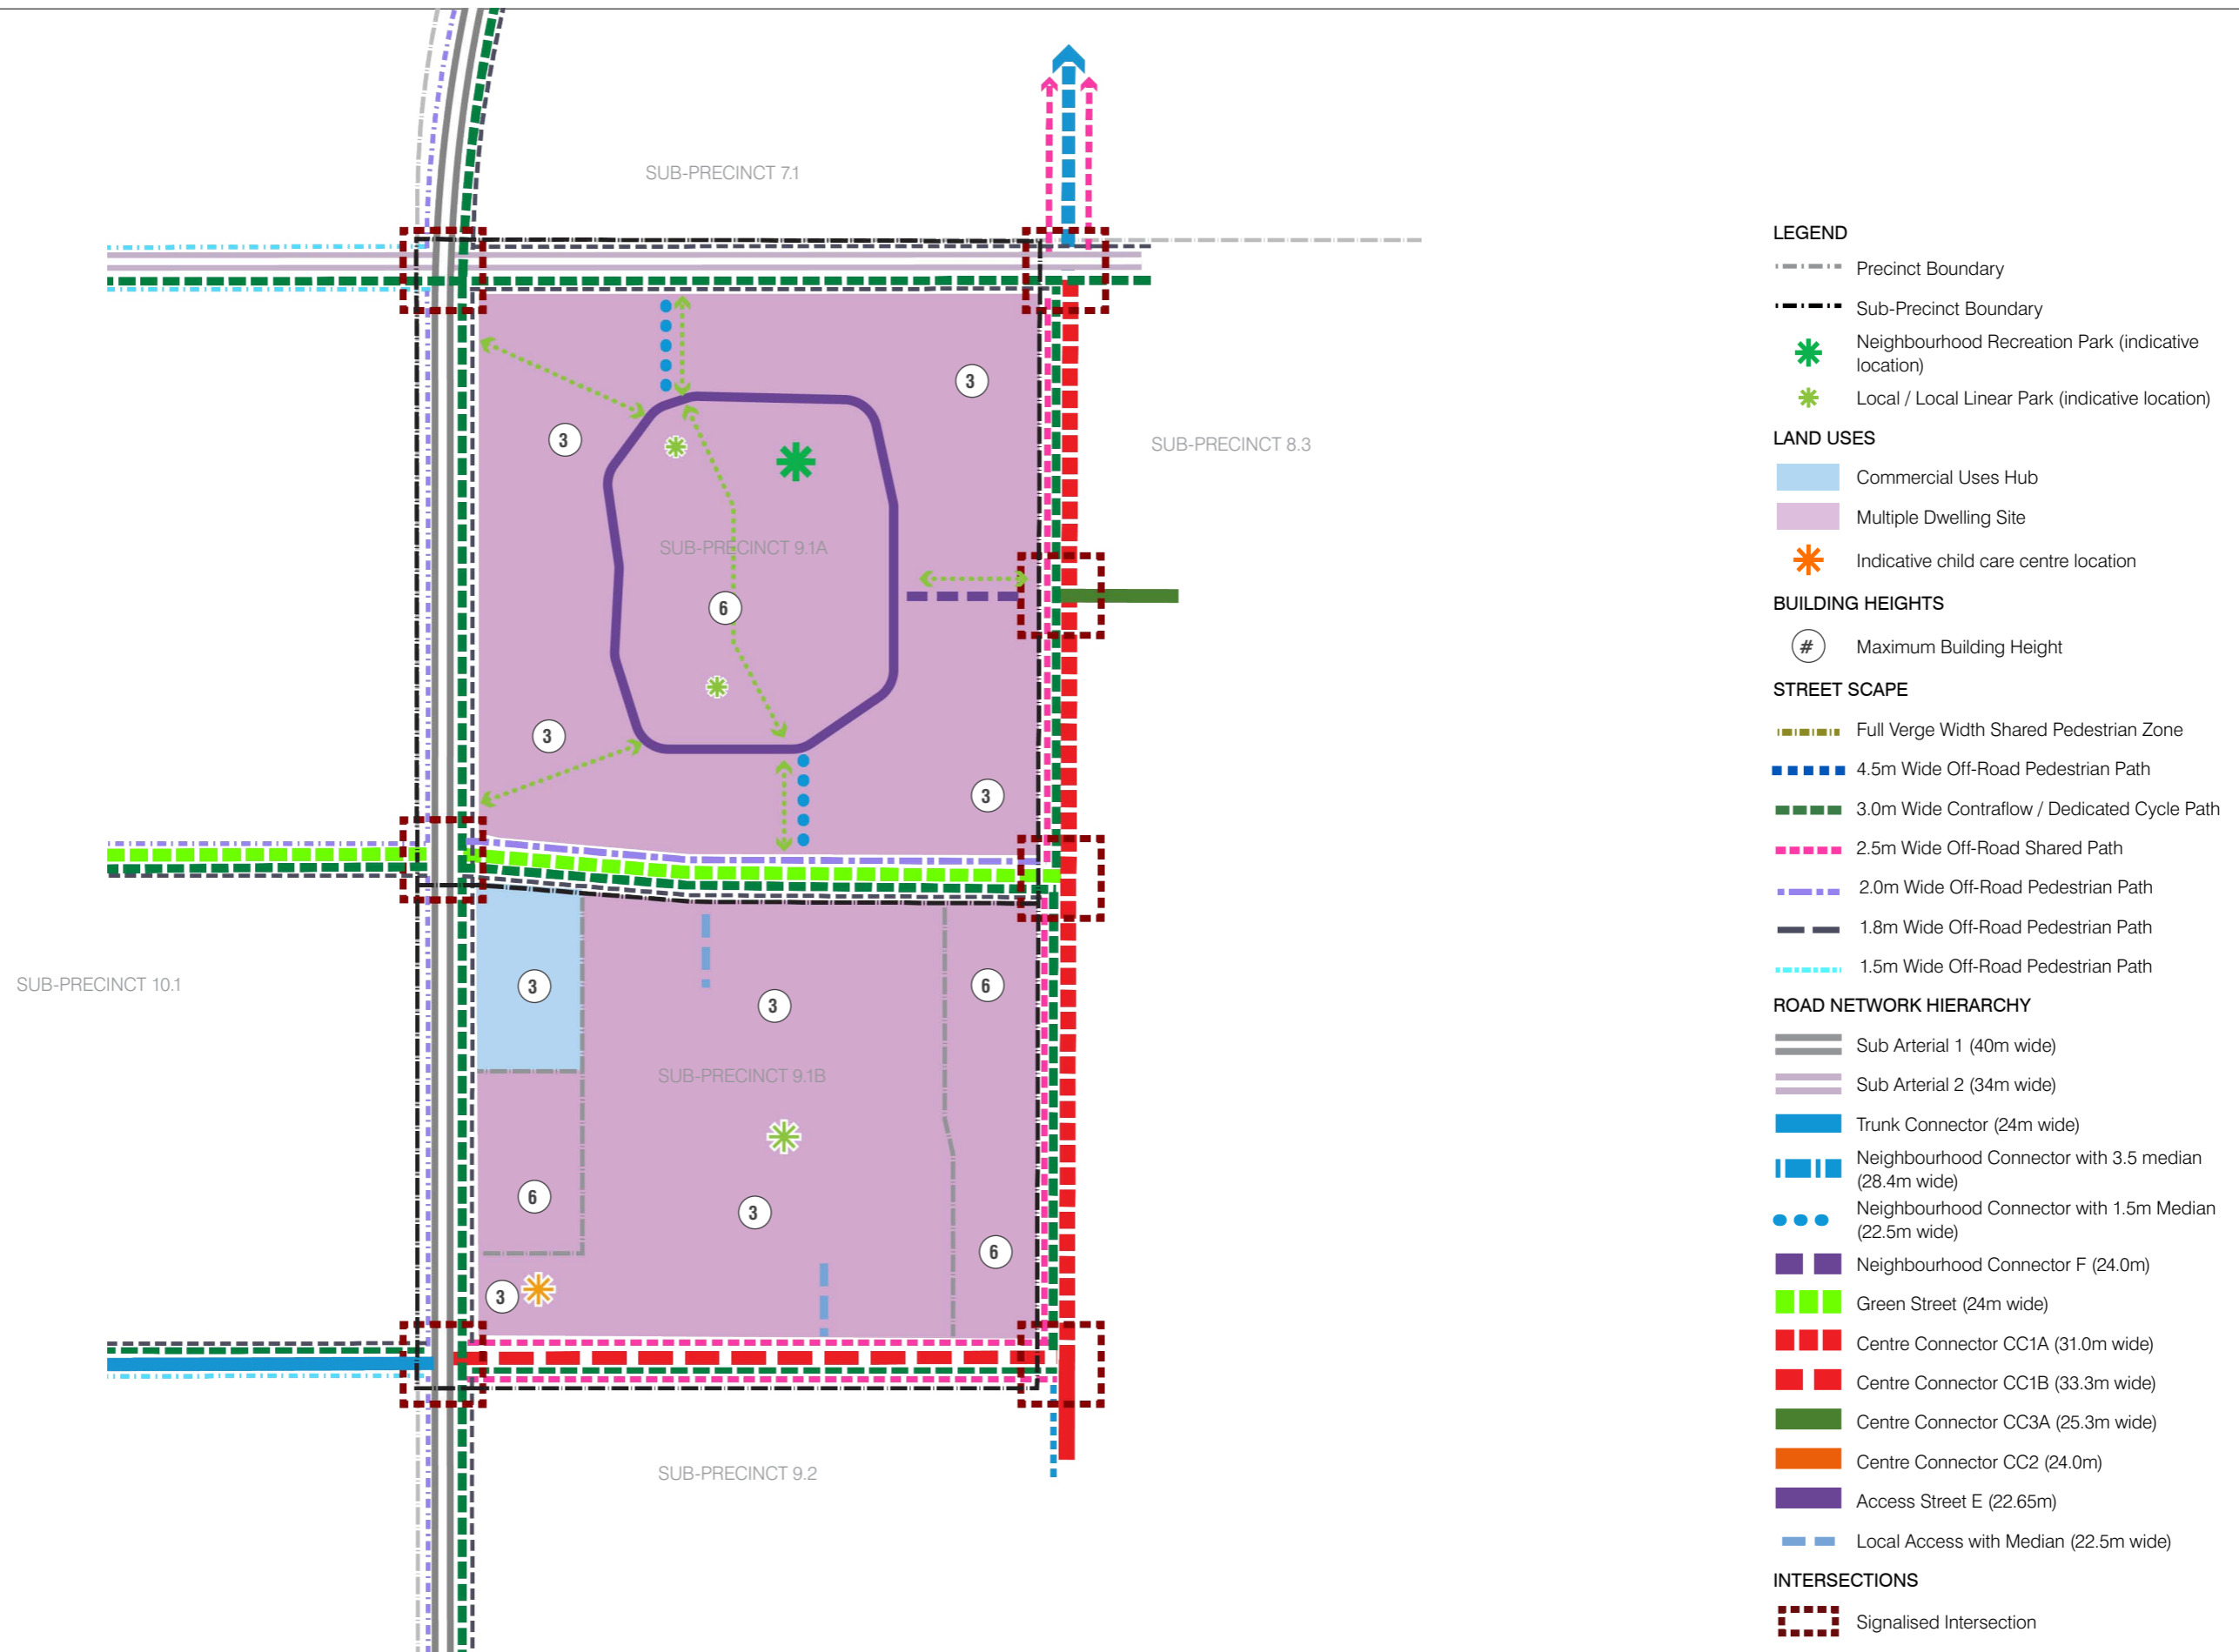 SUB-PRECINCT 7.1
SUB-PRECINCT 8.3
3
3
SUB-PRECINCT 9.1A
6
3
3
SUB-PRECINCT 10.1
3
3
6
SUB-PRECINCT 9.1B
6
3
6
3
SUB-PRECINCT 9.2
LEGEND
Precinct Boundary
Sub-Precinct Boundary
Neighbourhood Recreation Park (indicative
location)
Local / Local Linear Park (indicative location)
LAND USES
Commercial Uses Hub
Multiple Dwelling Site
Indicative child care centre location
BUILDING HEIGHTS
# Maximum Building Height
STREET SCAPE
Full Verge Width Shared Pedestrian Zone
4.5m Wide Off-Road Pedestrian Path
3.0m Wide Contraflow / Dedicated Cycle Path
2.5m Wide Off-Road Shared Path
2.0m Wide Off-Road Pedestrian Path
1.8m Wide Off-Road Pedestrian Path
1.5m Wide Off-Road Pedestrian Path
ROAD NETWORK HIERARCHY
Sub Arterial 1 (40m wide)
Sub Arterial 2 (34m wide)
Trunk Connector (24m wide)
Neighbourhood Connector with 3.5 median
(28.4m wide)
Neighbourhood Connector with 1.5m Median
(22.5m wide)
Neighbourhood Connector F (24.0m)
Green Street (24m wide)
Centre Connector CC1A (31.0m wide)
Centre Connector CC1B (33.3m wide)
Centre Connector CC3A (25.3m wide)
Centre Connector CC2 (24.0m)
Access Street E (22.65m)
Local Access with Median (22.5m wide)
INTERSECTIONS
Signalised Intersection